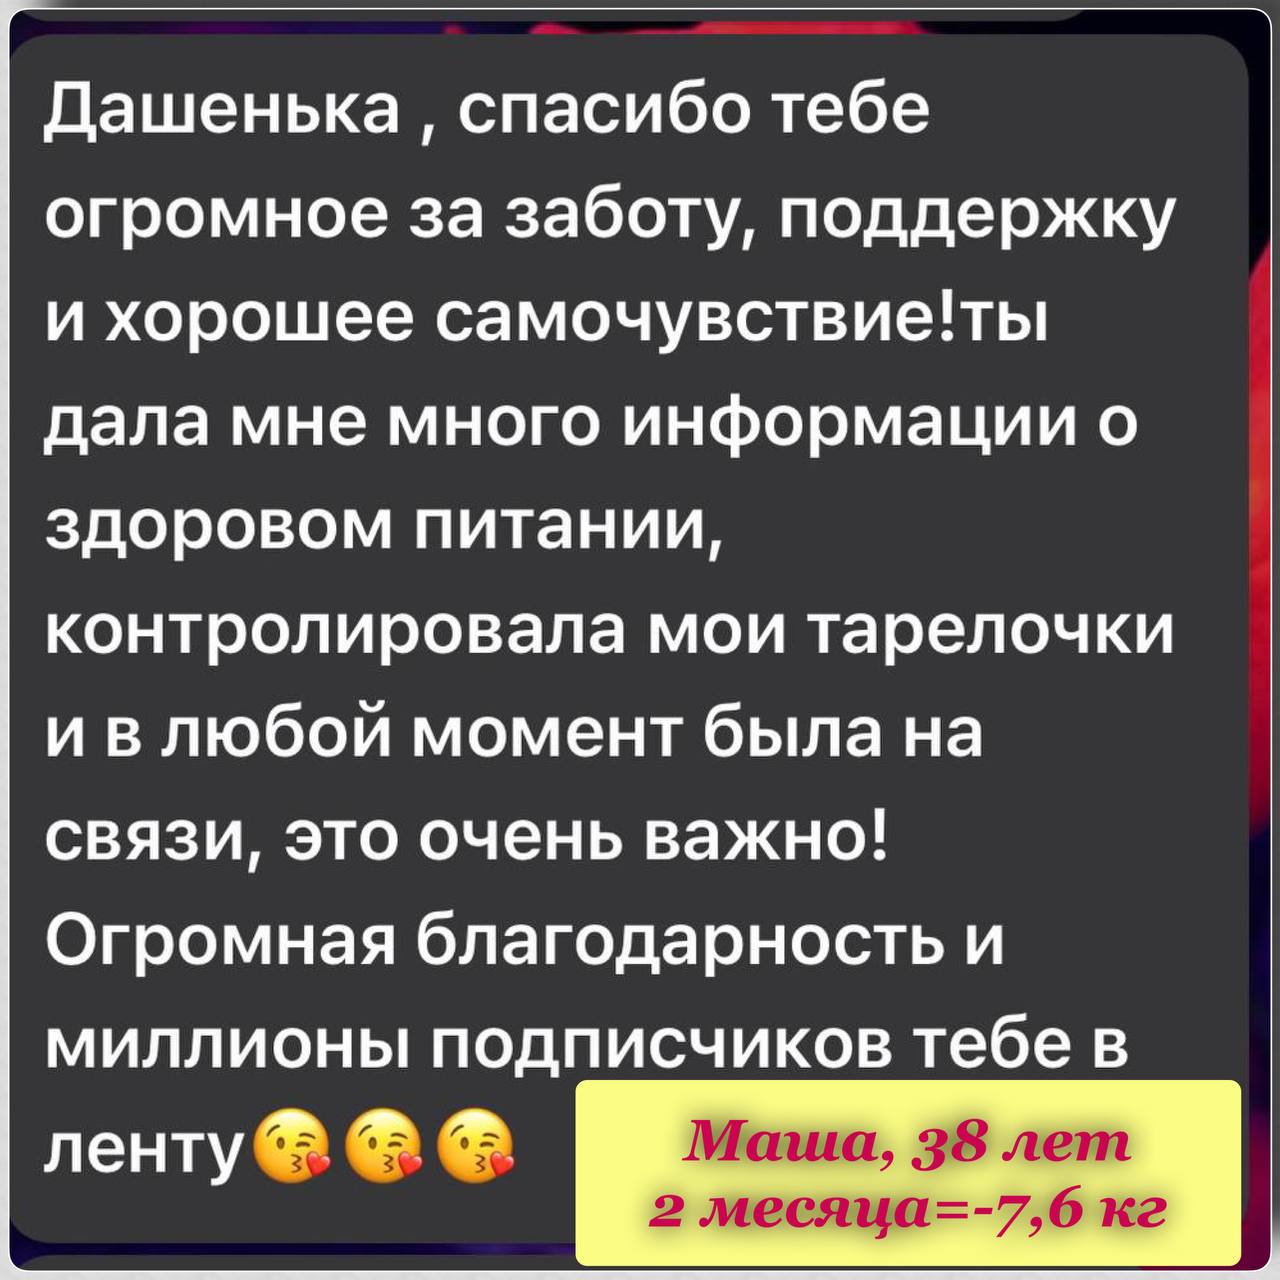 Дашенька , спасибо тебе
огромное за заботу, поддержку
и хорошее самочувствие!ты
дала мне много информации о
здоровом питании,
контролировала мои тарелочки
и в любой момент была на
связи, это очень важно!
Огромная благодарность и
миллионы подписчиков тебе в
ленту😘😘😘
Маша, 38 лет
2 месяца=-7,6 кг